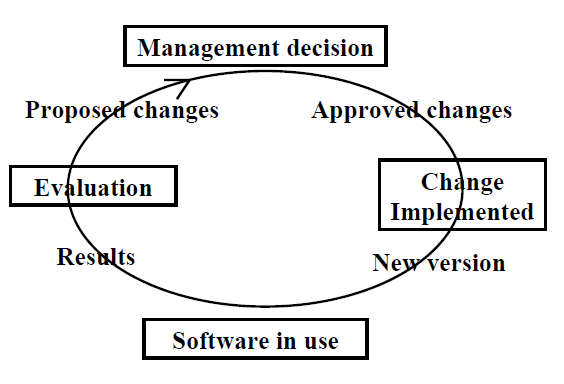 Management decision
Proposed changes
Approved changes
Evaluation
Change
Implemented
Results
New version
Software in use